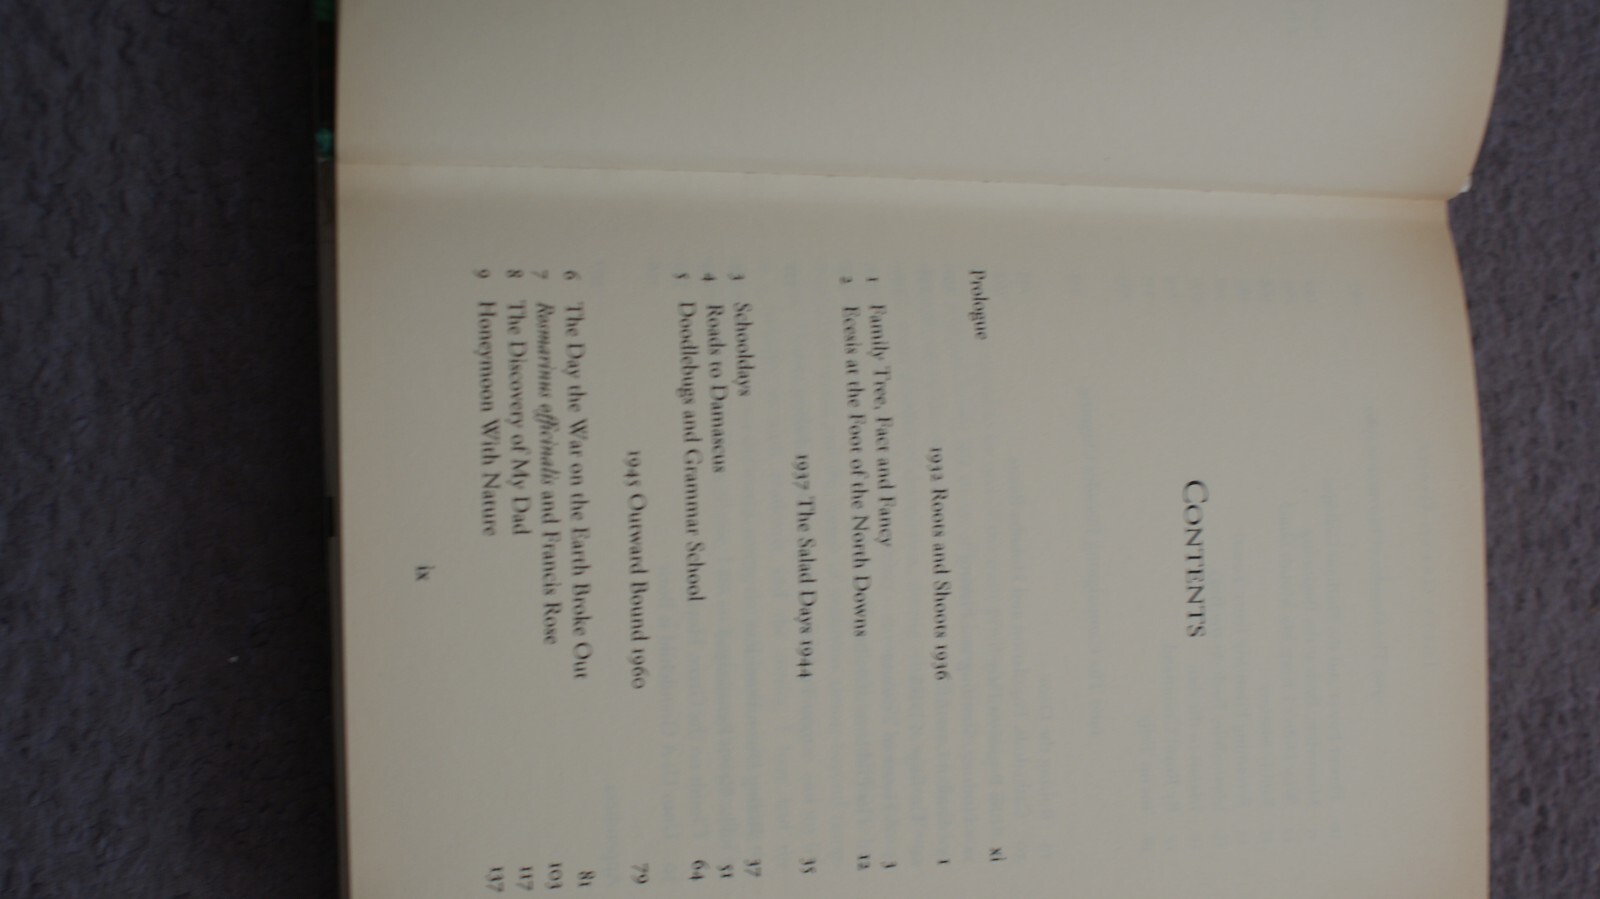 CONTENTS
Prologue xi
1932 Roots and Shoots 1936 1
1 Family Tree, Fact and Fancy 3
2 Ecesis at the Foot of the North Downs 12
1937 The Salad Days 1944 35
3 Schooldays 37
4 Roads to Damascus 51
5 Doodlebugs and Grammar School 64
1945 Outward Bound 1960 79
6 The Day the War on the Earth Broke Out 81
7 Rosmarinus officinalis and Francis Rose 103
8 The Discovery of My Dad 117
9 Honeymoon With Nature 137
ix